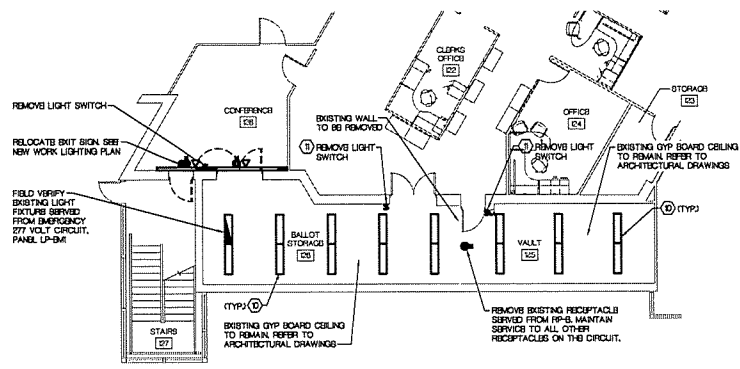 CLERKS
OFFICE
122
STORAGE
123
REMOVE LIGHT SWITCH
CONFERENCE
128
EXISTING WALL
TO BE REMOVED
OFFICE
124
RELOCATE EXIT SIGN. SEE
NEW WORK LIGHTING PLAN
11 REMOVE LIGHT
SWITCH
11 REMOVE LIGHT
SWITCH
EXISTING GYP BOARD CEILING
TO REMAIN. REFER TO
ARCHITECTURAL DRAWINGS
FIELD VERIFY
EXISTING LIGHT
FIXTURE SERVED
FROM EMERGENCY
277 VOLT CIRCUIT.
PANEL LP-EM1
10 (TYP.)
BALLOT
STORAGE
126
VAULT
125
(TYP.) 10
EXISTING GYP BOARD CEILING
TO REMAIN. REFER TO
ARCHITECTURAL DRAWINGS
REMOVE EXISTING RECEPTACLE
SERVED FROM RP-B. MAINTAIN
SERVICE TO ALL OTHER
RECEPTACLES ON THE CIRCUIT.
STAIRS
127